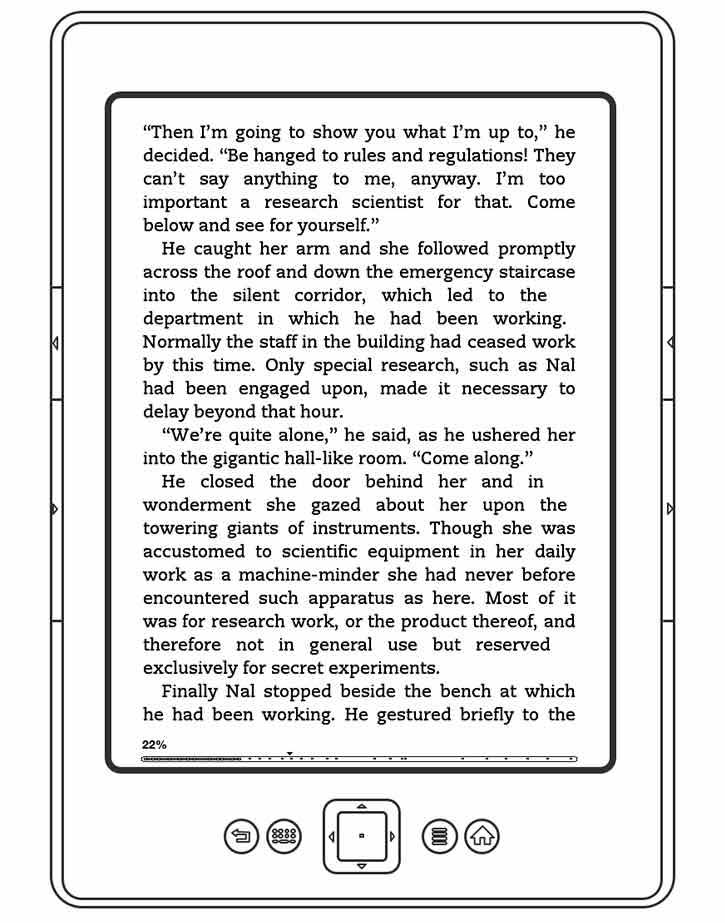 “Then I’m going to show you what I’m up to,” he
decided. “Be hanged to rules and regulations! They
can’t say anything to me, anyway. I’m too
important a research scientist for that. Come
below and see for yourself.”
He caught her arm and she followed promptly
across the roof and down the emergency staircase
into the silent corridor, which led to the
department in which he had been working.
Normally the staff in the building had ceased work
by this time. Only special research, such as Nal
had been engaged upon, made it necessary to
delay beyond that hour.
“We’re quite alone,” he said, as he ushered her
into the gigantic hall-like room. “Come along.”
He closed the door behind her and in
wonderment she gazed about her upon the
towering giants of instruments. Though she was
accustomed to scientific equipment in her daily
work as a machine-minder she had never before
encountered such apparatus as here. Most of it
was for research work, or the product thereof, and
therefore not in general use but reserved
exclusively for secret experiments.
Finally Nal stopped beside the bench at which
he had been working. He gestured briefly to the
22%